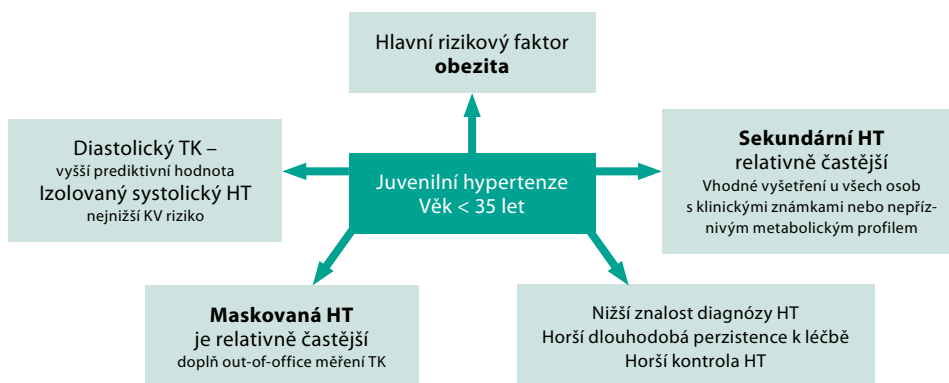 Hlavní rizikový faktor
obezita
Diastolický TK –
vyšší prediktivní hodnota
Izolovaný systolický HT
nejnižší KV riziko
Juvenilní hypertenze
Věk < 35 let
Sekundární HT
relativně častější
Vhodné vyšetření u všech osob
s klinickými známkami nebo nepříz-
nivým metabolickým profilem
Maskovaná HT
je relativně častější
doplň out-of-office měření TK
Nižší znalost diagnózy HT
Horší dlouhodobá perzistence k léčbě
Horší kontrola HT